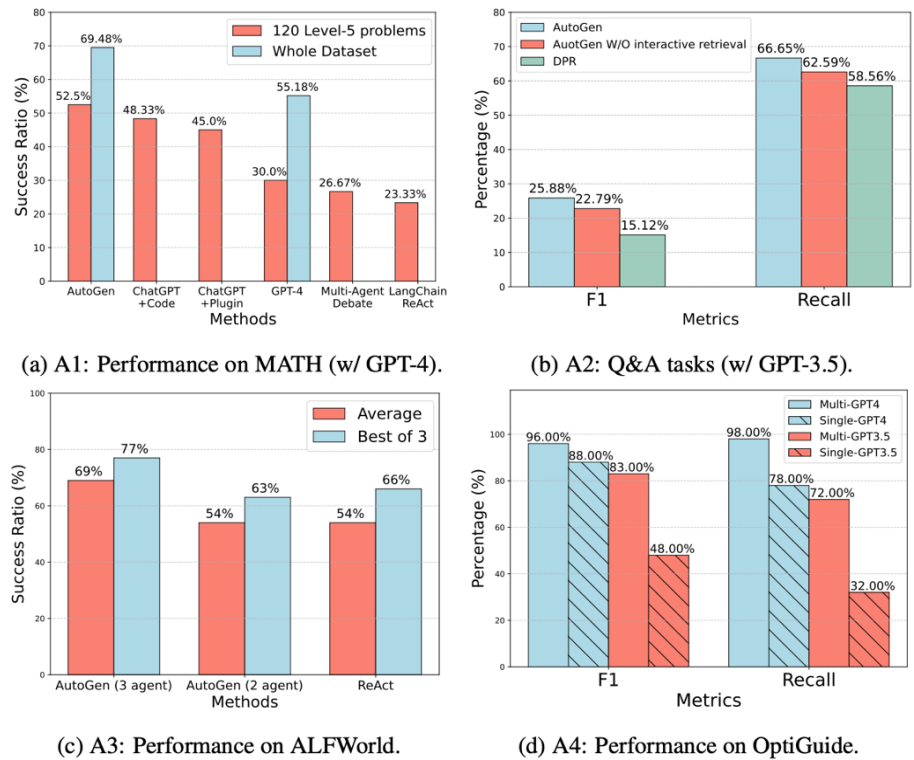 80
70
60
50
40
30
20
10
0
Success Ratio (%)
120 Level-5 problems
Whole Dataset
52.5%
69.48%
48.33%
45.0%
30.0%
55.18%
26.67%
23.33%
AutoGen
ChatGPT
+Code
ChatGPT
+Plugin
GPT-4
Multi-Agent
Debate
LangChain
ReAct
Methods
(a) A1: Performance on MATH (w/ GPT-4).
80
70
60
50
40
30
20
10
0
Percentage (%)
AutoGen
AuotGen W/O interactive retrieval
DPR
25.88%
22.79%
15.12%
66.65%
62.59%
58.56%
F1
Recall
Metrics
(b) A2: Q&A tasks (w/ GPT-3.5).
100
80
60
40
20
0
Success Ratio (%)
Average
Best of 3
69%
77%
54%
63%
54%
66%
AutoGen (3 agent)
AutoGen (2 agent)
ReAct
Methods
(c) A3: Performance on ALFWorld.
100
80
60
40
20
0
Percentage (%)
Multi-GPT4
Single-GPT4
Multi-GPT3.5
Single-GPT3.5
96.00%
88.00%
83.00%
48.00%
98.00%
78.00%
72.00%
32.00%
F1
Recall
Metrics
(d) A4: Performance on OptiGuide.